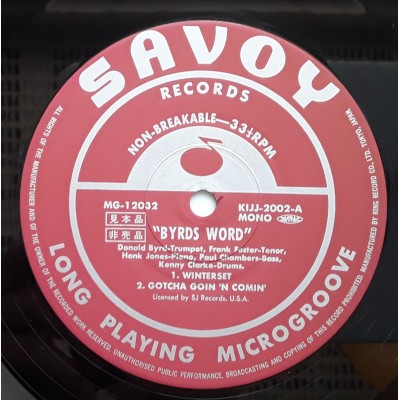 SAVOY
RECORDS
NON-BREAKABLE—33⅓RPM
MG-12032
KIJJ-2002-A
見本品
MONO
非売品
"BYRDS WORD"
Donald Byrd-Trumpet, Frank Foster-Tenor,
Hank Jones-Piano, Paul Chambers-Bass,
Kenny Clarke-Drums.
1. WINTERSET
2. GOTCHA GOIN 'N COMIN'
Licensed by SJ Records, U.S.A.
LONG PLAYING MICROGROOVE
ALL RIGHTS OF THE MANUFACTURER AND OF THE OWNER OF THE RECORDED WORK RESERVED. UNAUTHORISED PUBLIC PERFORMANCE, BROADCASTING AND COPYING OF THIS RECORD PROHIBITED. MANUFACTURED BY KING RECORD CO., LTD., TOKYO, JAPAN.